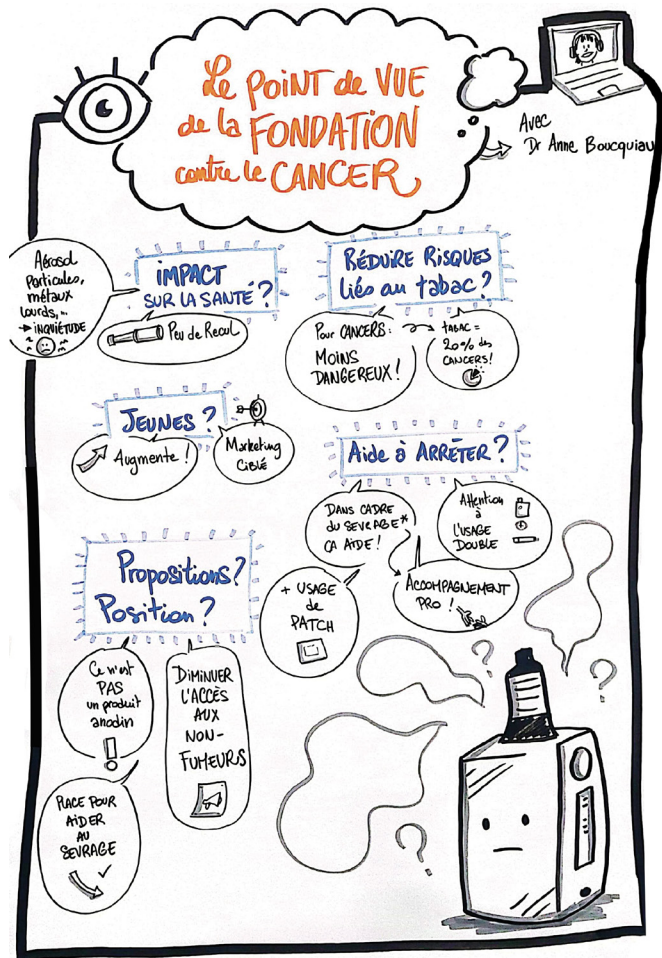 Le POINT de VUE
de la FONDATION
contre le CANCER
Avec
Dr Anne Boucquiau
Aérosol
Particules,
métaux
lourds,...
→ INQUIÉTUDE
IMPACT
SUR LA SANTÉ ?
Peu de Recul
RÉDUIRE RISQUES
liés au tabac ?
Pour CANCERS :
MOINS
DANGEREUX !
TABAC =
20% des
CANCERS !
JEUNES ?
Augmente !
Marketing
CIBLÉ
Aide à ARRÊTER ?
DANS CADRE
DU SEVRAGE*
ÇA AIDE !
Attention
à
L'USAGE
DOUBLE
+ USAGE
de
PATCH
ACCOMPAGNEMENT
PRO !
Propositions ?
Position ?
Ce n'est
PAS
un produit
anodin
!
DIMINUER
L'ACCÈS
AUX
NON-
FUMEURS
PLACE POUR
AIDER
AU
SEVRAGE
?
?
?